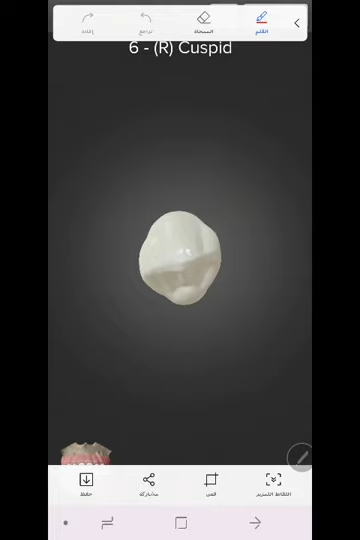 إعادة
تراجع
الممحاة
القلم
6 - (R) Cuspid
حفظ
مشاركة
قص
التقاط التمرير